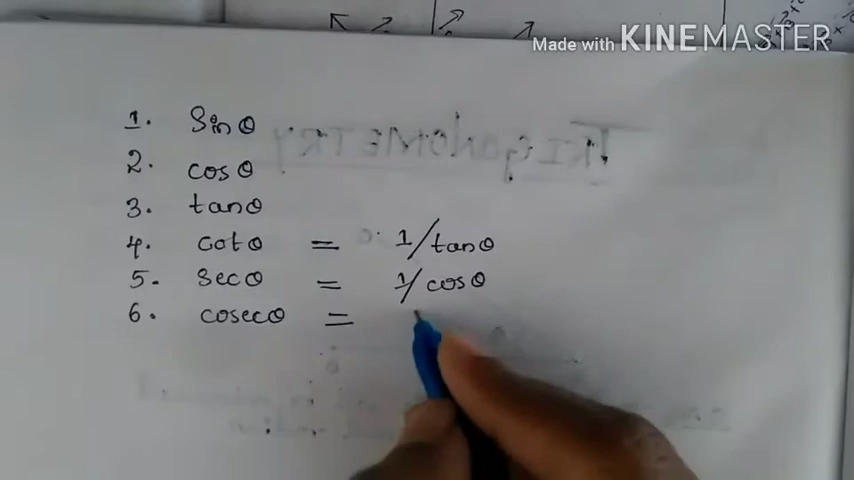 Made with KINEMASTER
1. Sinθ
TRIGONOMETRY
2. cosθ
3. tanθ
4. cotθ = 1/tanθ
5. secθ = 1/cosθ
6. cosecθ =